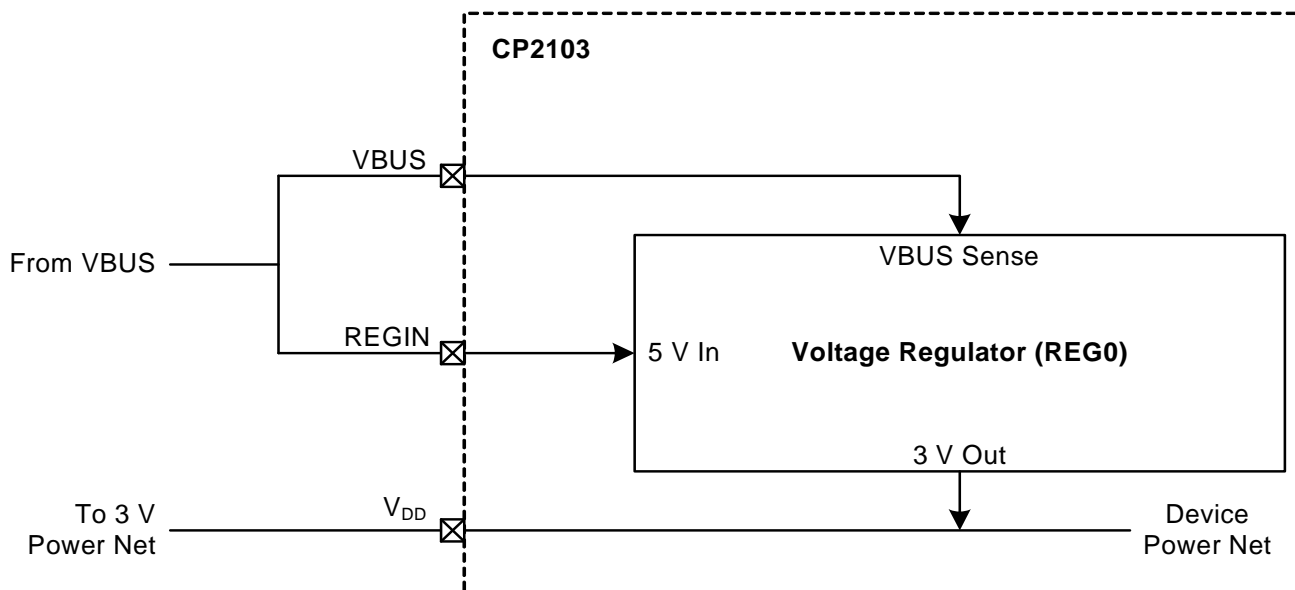 CP2103
VBUS
VBUS Sense
From VBUS
REGIN
5 V In
Voltage Regulator (REG0)
3 V Out
To 3 V
Power Net
VDD
Device
Power Net